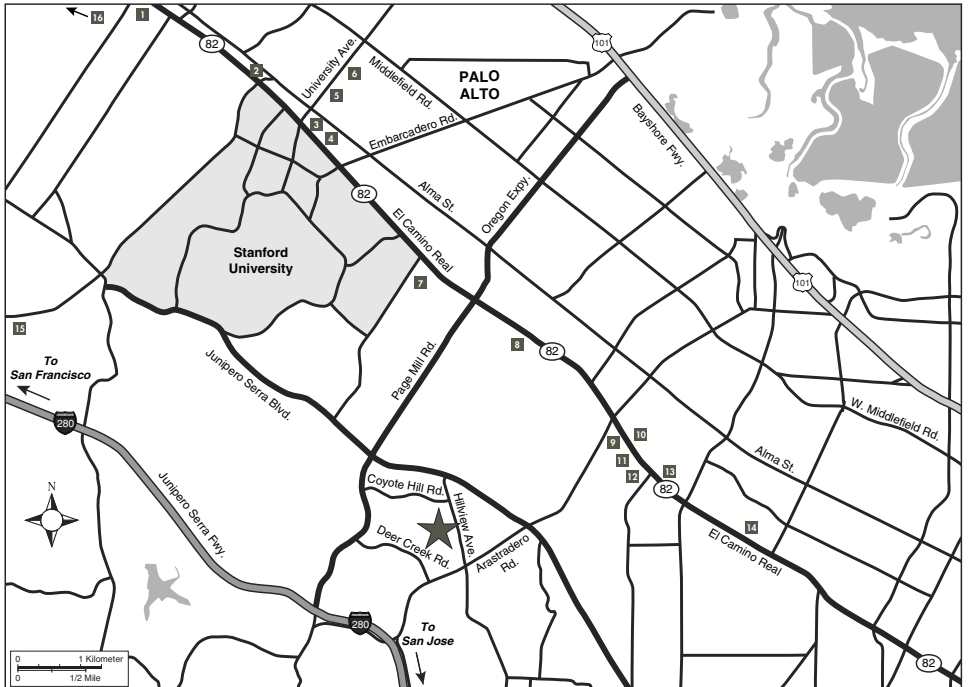 16
1
82
101
2
University Ave.
6
Middlefield Rd.
PALO
ALTO
5
3
4
Embarcadero Rd.
Bayshore Fwy.
82
Alma St.
Oregon Expy.
El Camino Real
Stanford
University
7
101
15
8
82
To
San Francisco
Junipero Serra Blvd.
Page Mill Rd.
W. Middlefield Rd.
280
9
10
11
12
13
82
Alma St.
N
Junipero Serra Fwy.
Coyote Hill Rd.
Hillview Ave.
Deer Creek Rd.
Arastradero
Rd.
14
El Camino Real
280
To
San Jose
82
0 1 Kilometer
0 1/2 Mile